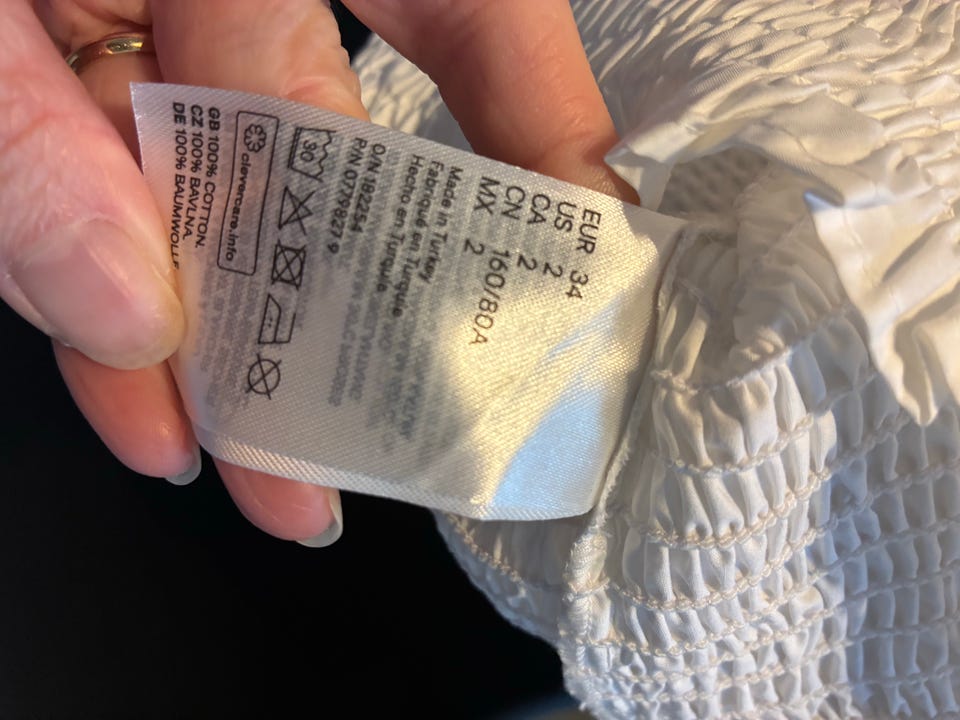 EUR 34
US 2
CA 2
CN 160/80A
MX 2
Made in Turkey
Fabriqué en Turquie
Hecho en Turquía
O/N 182254
P/N 0779827 9
30
clevercare.info
GB 100% COTTON.
CZ 100% BAVLNA.
DE 100% BAUMWOLLE